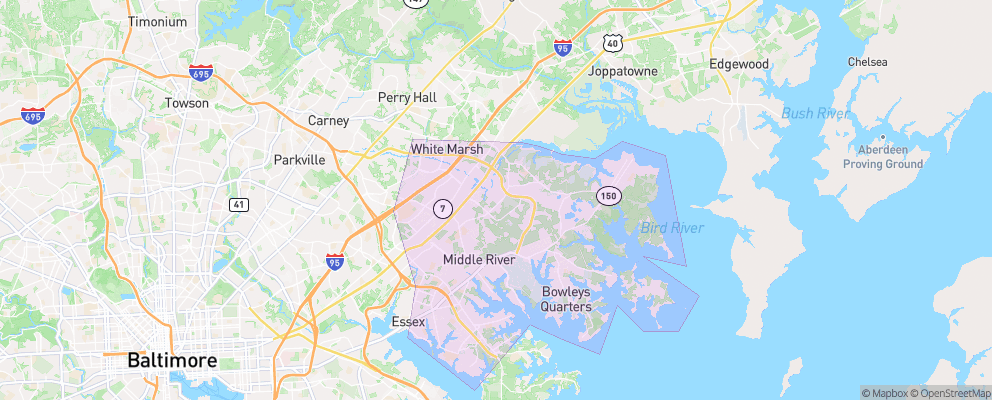 147
Timonium
95
40
Joppatowne
Edgewood
Chelsea
695
Towson
Perry Hall
695
Carney
Bush River
Aberdeen
Proving Ground
White Marsh
Parkville
41
7
150
Bird River
95
Middle River
Bowleys
Quarters
Essex
Baltimore
© Mapbox © OpenStreetMap